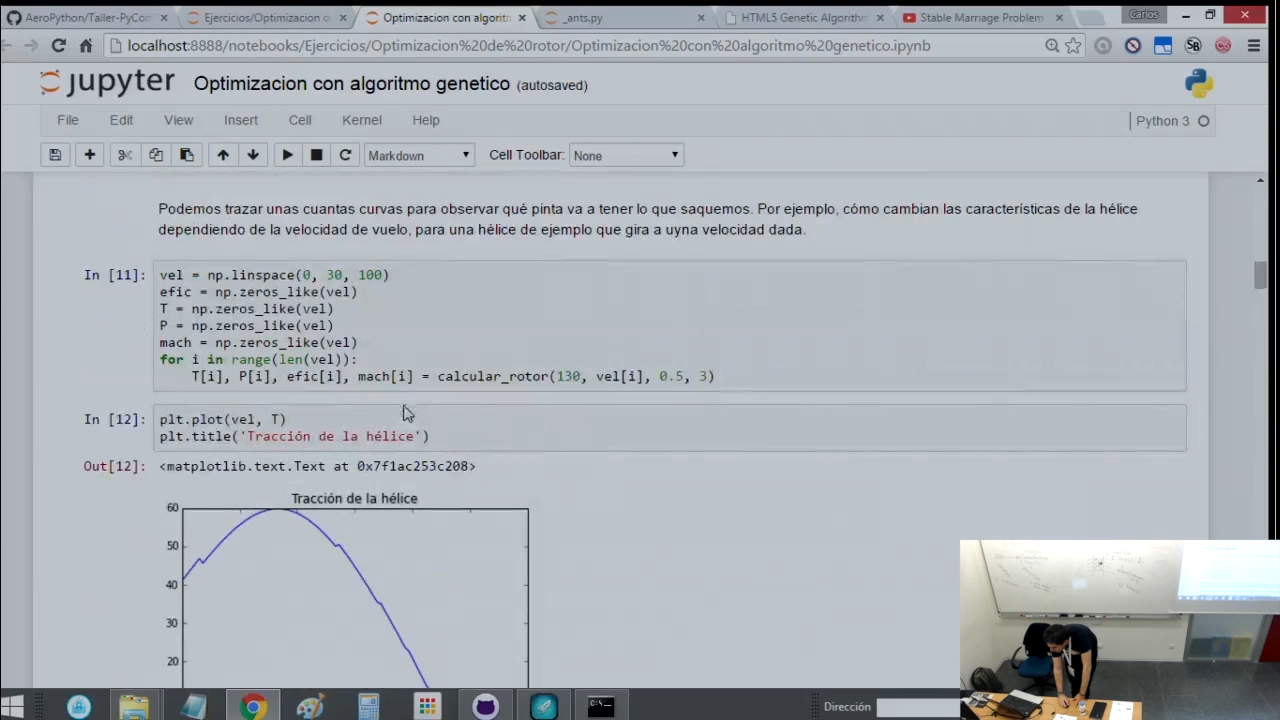 AeroPython/Taller-PyCon
Ejercicios/Optimizacion o
Optimizacion con algoritm
_ants.py
HTML5 Genetic Algorithm
Stable Marriage Problem
Carlos
localhost:8888/notebooks/Ejercicios/Optimizacion%20de%20rotor/Optimizacion%20con%20algoritmo%20genetico.ipynb
jupyter Optimizacion con algoritmo genetico (autosaved)
File Edit View Insert Cell Kernel Help
Python 3
Markdown Cell Toolbar: None
Podemos trazar unas cuantas curvas para observar qué pinta va a tener lo que saquemos. Por ejemplo, cómo cambian las características de la hélice
dependiendo de la velocidad de vuelo, para una hélice de ejemplo que gira a uyna velocidad dada.
In [11]: vel = np.linspace(0, 30, 100)
efic = np.zeros_like(vel)
T = np.zeros_like(vel)
P = np.zeros_like(vel)
mach = np.zeros_like(vel)
for i in range(len(vel)):
T[i], P[i], efic[i], mach[i] = calcular_rotor(130, vel[i], 0.5, 3)
In [12]: plt.plot(vel, T)
plt.title('Tracción de la hélice')
Out[12]: <matplotlib.text.Text at 0x7f1ac253c208>
Tracción de la hélice
60
50
40
30
20
Dirección